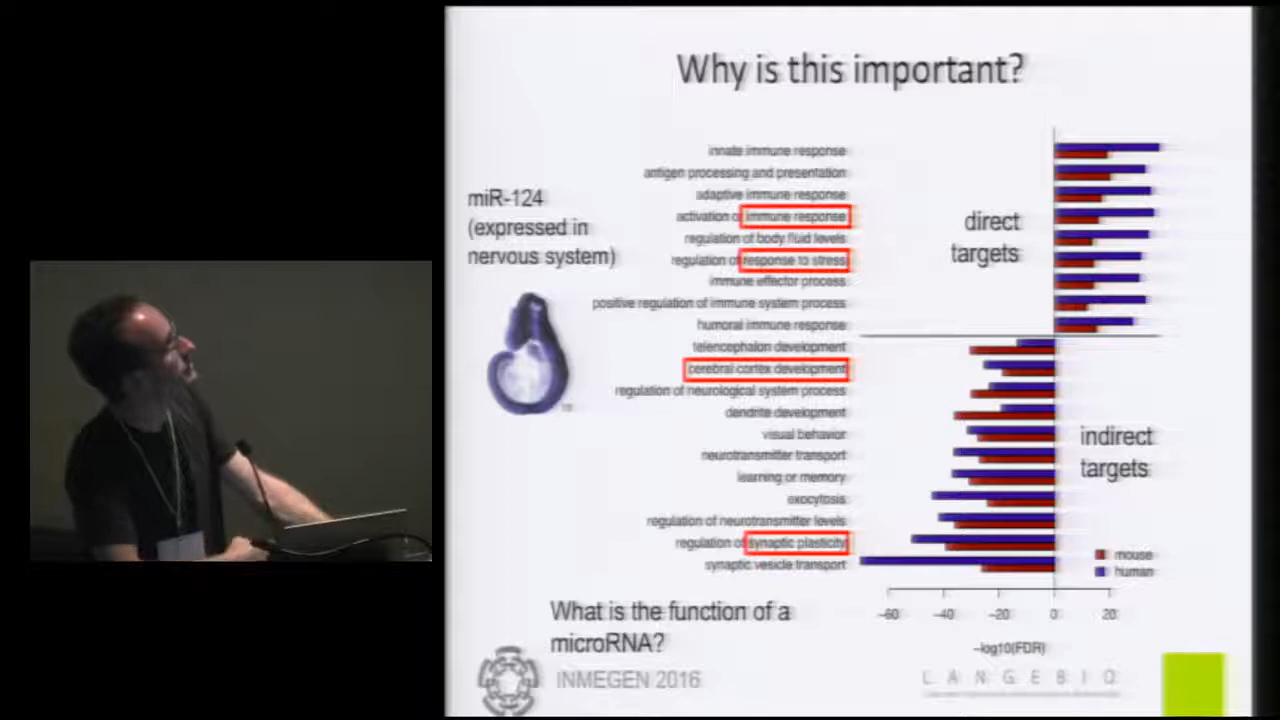 Why is this important?
miR-124
(expressed in
nervous system)
innate immune response
antigen processing and presentation
adaptive immune response
activation of immune response
regulation of body fluid levels
regulation of response to stress
immune effector process
positive regulation of immune system process
humoral immune response
telencephalon development
cerebral cortex development
regulation of neurological system process
dendrite development
visual behavior
neurotransmitter transport
learning or memory
exocytosis
regulation of neurotransmitter levels
regulation of synaptic plasticity
synaptic vesicle transport
direct
targets
indirect
targets
mouse
human
-60 -40 -20 0 20
-log10(FDR)
What is the function of a
microRNA?
INMEGEN 2016
LANGEBIO